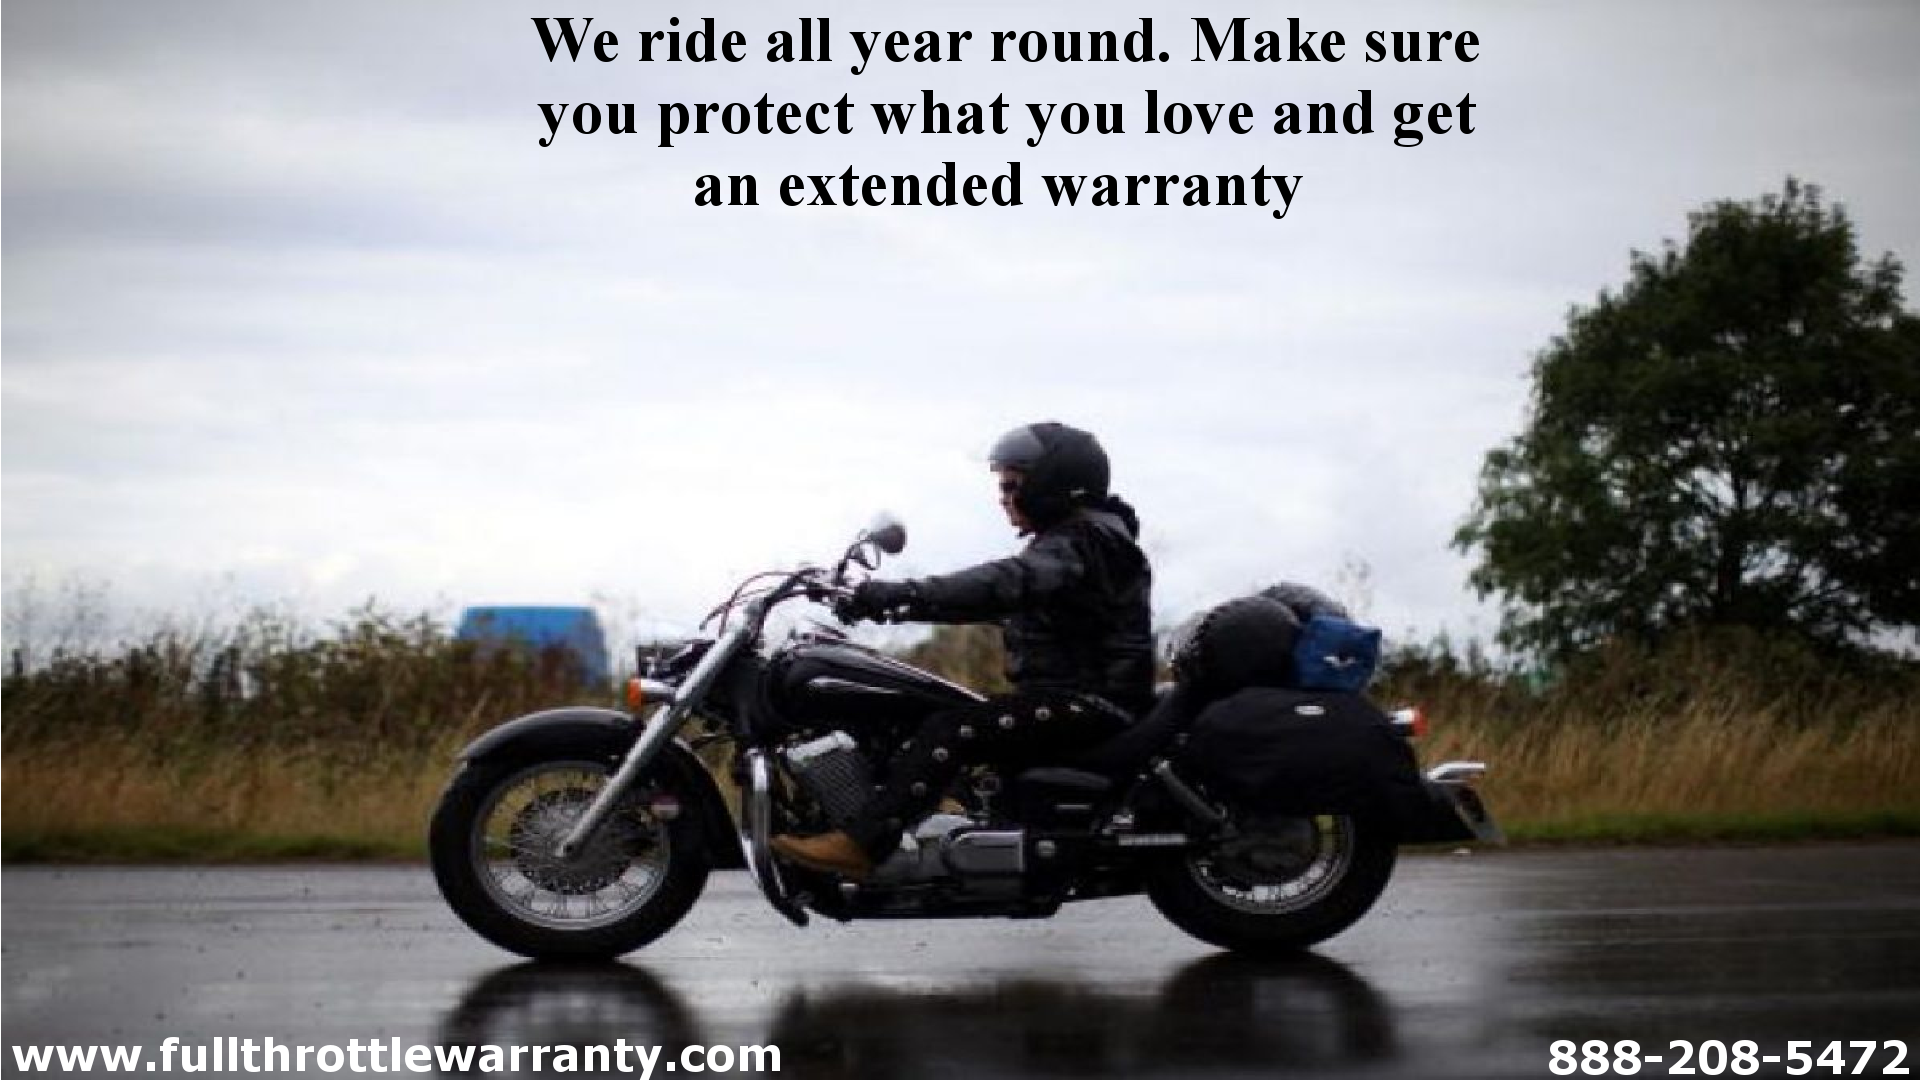 We ride all year round. Make sure
you protect what you love and get
an extended warranty
www.fullthrottlewarranty.com
888-208-5472